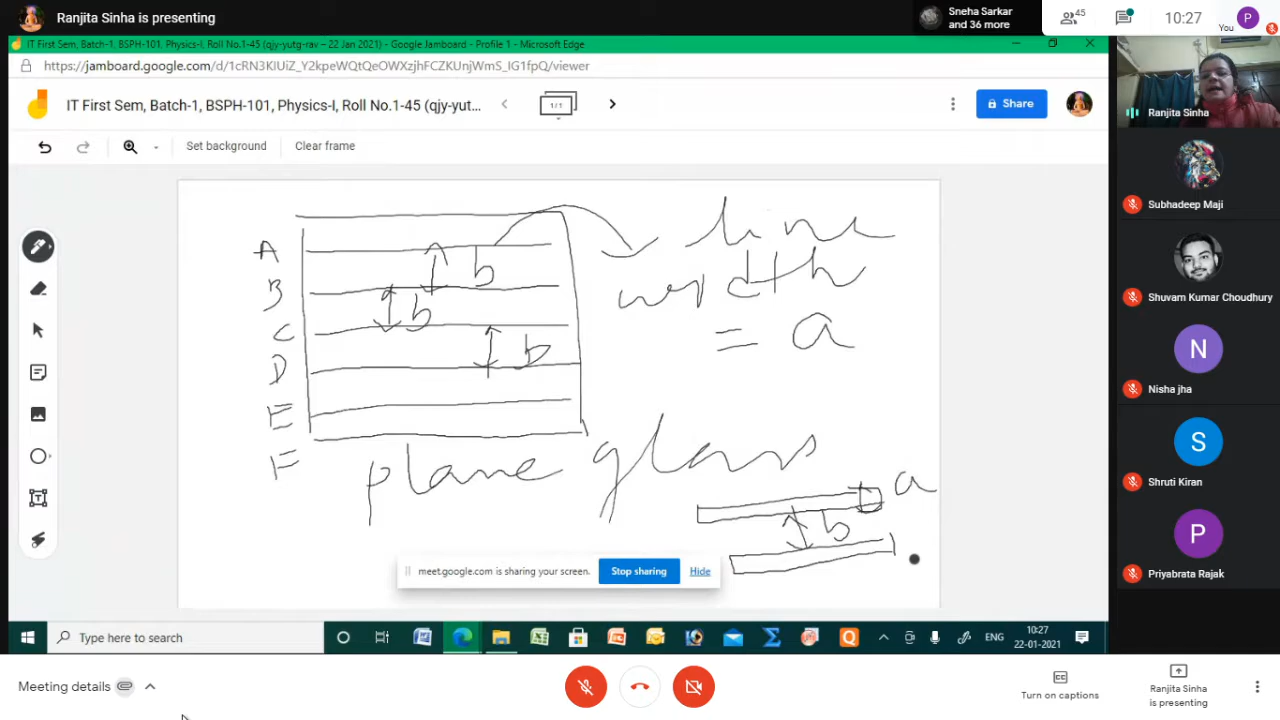 Ranjita Sinha is presenting
Sneha Sarkar
and 36 more
45
10:27
You
P
IT First Sem, Batch-1, BSPH-101, Physics-I, Roll No.1-45 (qjy-yutg-rav – 22 Jan 2021) - Google Jamboard - Profile 1 - Microsoft Edge
https://jamboard.google.com/d/1cRN3KIUiZ_Y2kpeWQtQeOWXzjhFCZKUnjWmS_IG1fpQ/viewer
IT First Sem, Batch-1, BSPH-101, Physics-I, Roll No.1-45 (qjy-yut...
1/1
Share
Set background
Clear frame
A
B
C
D
E
F
b
b
b
line
width
= a
plane glass
a
b
meet.google.com is sharing your screen.
Stop sharing
Hide
Type here to search
ENG
10:27
22-01-2021
Ranjita Sinha
Subhadeep Maji
Shuvam Kumar Choudhury
N
Nisha jha
S
Shruti Kiran
P
Priyabrata Rajak
Meeting details
Turn on captions
Ranjita Sinha
is presenting